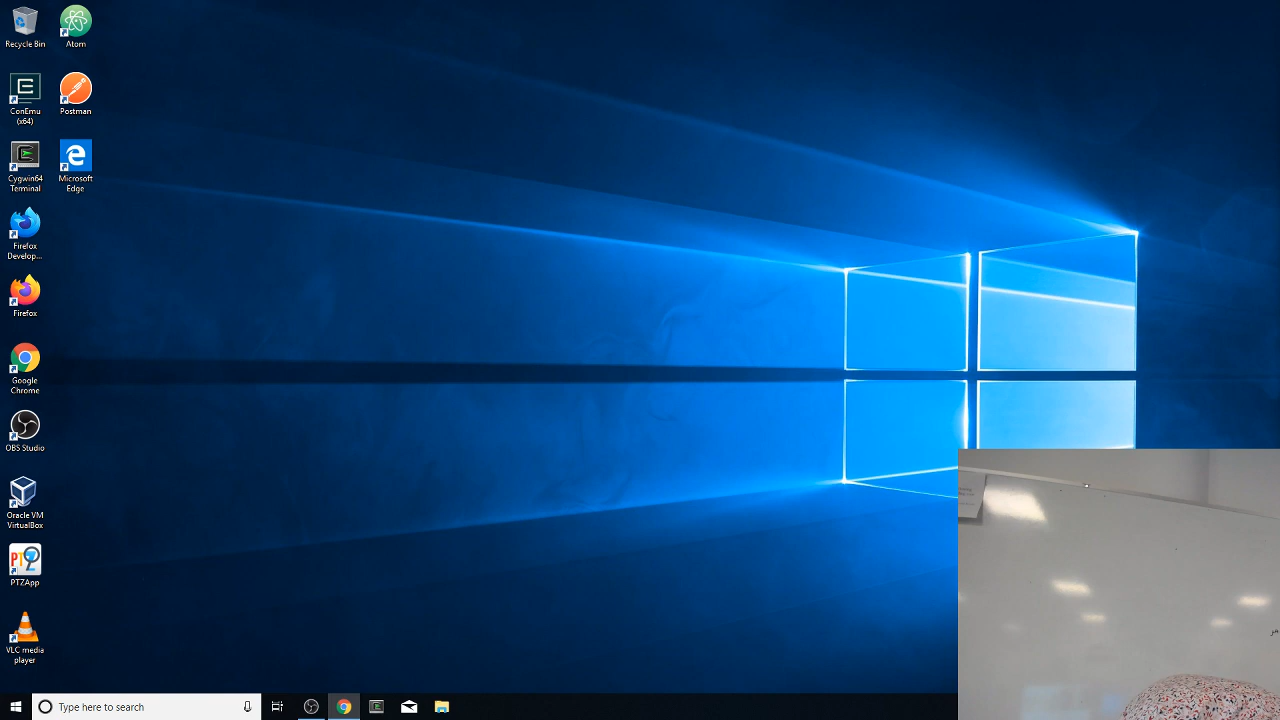 Recycle Bin
Atom
ConEmu
(x64)
Postman
Cygwin64
Terminal
Microsoft
Edge
Firefox
Develop...
Firefox
Google
Chrome
OBS Studio
Oracle VM
VirtualBox
PTZApp
VLC media
player
Type here to search